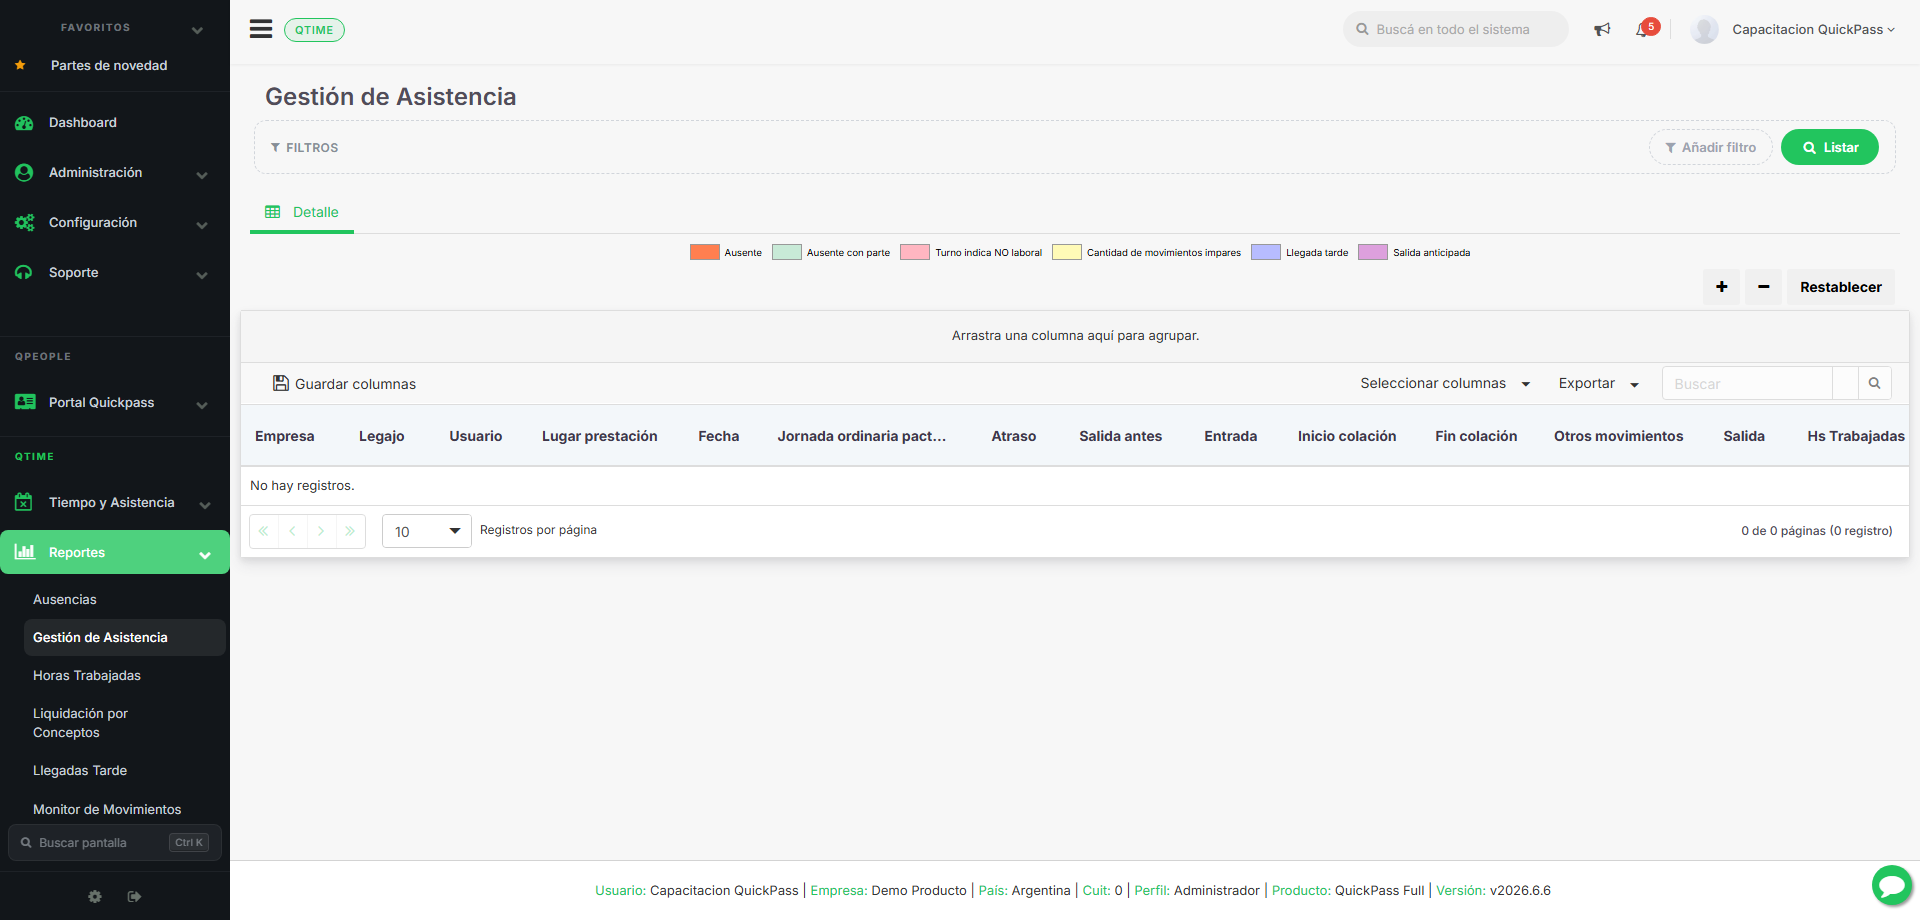 FAVORITOS
Partes de novedad
Dashboard
Administración
Configuración
Soporte
QPEOPLE
Portal Quickpass
QTIME
Tiempo y Asistencia
Reportes
Ausencias
Gestión de Asistencia
Horas Trabajadas
Liquidación por
Conceptos
Llegadas Tarde
Monitor de Movimientos
Buscar pantalla Ctrl K
QTIME
Buscá en todo el sistema
5
Capacitacion QuickPass
Gestión de Asistencia
FILTROS
Añadir filtro
Listar
Detalle
Ausente Ausente con parte Turno indica NO laboral Cantidad de movimientos impares Llegada tarde Salida anticipada
+ - Restablecer
Arrastra una columna aquí para agrupar.
Guardar columnas
Seleccionar columnas Exportar Buscar
Empresa Legajo Usuario Lugar prestación Fecha Jornada ordinaria pact... Atraso Salida antes Entrada Inicio colación Fin colación Otros movimientos Salida Hs Trabajadas
No hay registros.
10 Registros por página
0 de 0 páginas (0 registro)
Usuario: Capacitacion QuickPass | Empresa: Demo Producto | País: Argentina | Cuit: 0 | Perfil: Administrador | Producto: QuickPass Full | Versión: v2026.6.6